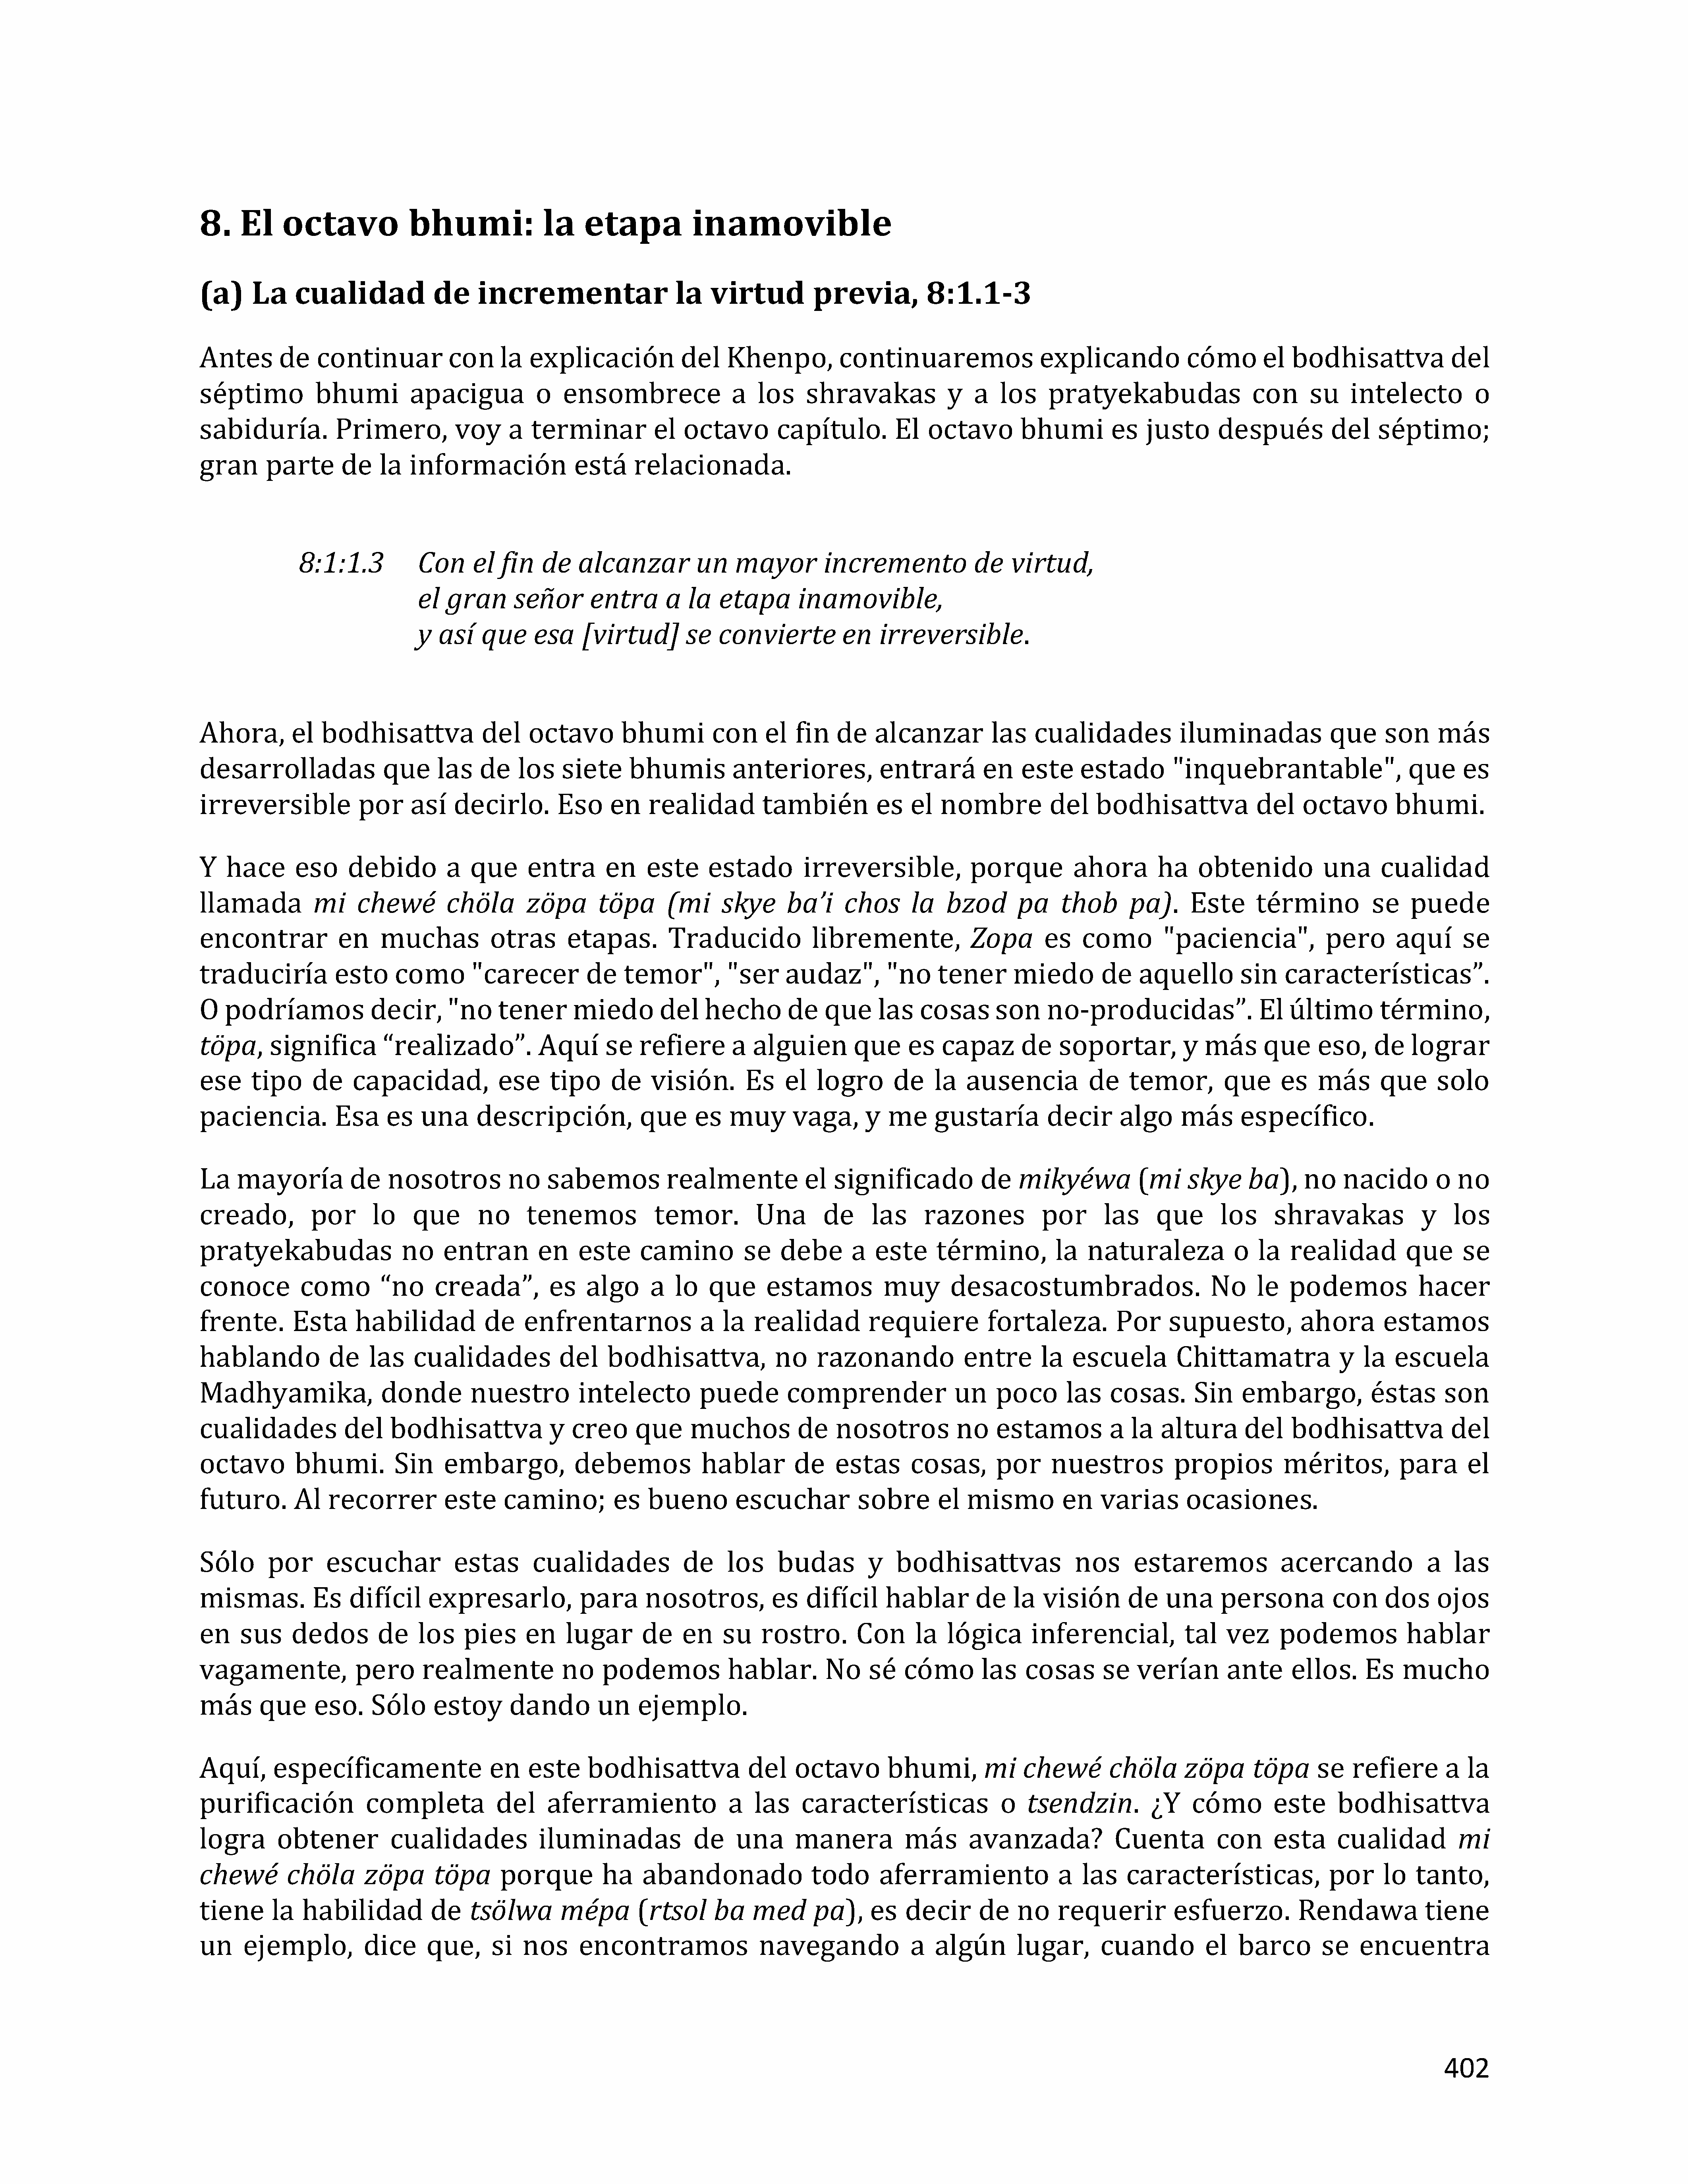 8. El octavo bhumi: la etapa inamovible
(a) La cualidad de incrementar la virtud previa, 8:1.1-3
Antes de continuar con la explicación del Khenpo, continuaremos explicando cómo el bodhisattva del
séptimo bhumi apacigua o ensombrece a los shravakas y a los pratyekabudas con su intelecto o
sabiduría. Primero, voy a terminar el octavo capítulo. El octavo bhumi es justo después del séptimo;
gran parte de la información está relacionada.
8:1:1.3 Con el fin de alcanzar un mayor incremento de virtud,
el gran señor entra a la etapa inamovible,
y así que esa [virtud] se convierte en irreversible.
Ahora, el bodhisattva del octavo bhumi con el fin de alcanzar las cualidades iluminadas que son más
desarrolladas que las de los siete bhumis anteriores, entrará en este estado "inquebrantable", que es
irreversible por así decirlo. Eso en realidad también es el nombre del bodhisattva del octavo bhumi.
Y hace eso debido a que entra en este estado irreversible, porque ahora ha obtenido una cualidad
llamada mi chewé chöla zöpa töpa (mi skye ba’i chos la bzod pa thob pa). Este término se puede
encontrar en muchas otras etapas. Traducido libremente, Zopa es como "paciencia", pero aquí se
traduciría esto como "carecer de temor", "ser audaz", "no tener miedo de aquello sin características”.
O podríamos decir, "no tener miedo del hecho de que las cosas son no-producidas”. El último término,
töpa, significa “realizado”. Aquí se refiere a alguien que es capaz de soportar, y más que eso, de lograr
ese tipo de capacidad, ese tipo de visión. Es el logro de la ausencia de temor, que es más que solo
paciencia. Esa es una descripción, que es muy vaga, y me gustaría decir algo más específico.
La mayoría de nosotros no sabemos realmente el significado de mikyéwa (mi skye ba), no nacido o no
creado, por lo que no tenemos temor. Una de las razones por las que los shravakas y los
pratyekabudas no entran en este camino se debe a este término, la naturaleza o la realidad que se
conoce como “no creada”, es algo a lo que estamos muy desacostumbrados. No le podemos hacer
frente. Esta habilidad de enfrentarnos a la realidad requiere fortaleza. Por supuesto, ahora estamos
hablando de las cualidades del bodhisattva, no razonando entre la escuela Chittamatra y la escuela
Madhyamika, donde nuestro intelecto puede comprender un poco las cosas. Sin embargo, éstas son
cualidades del bodhisattva y creo que muchos de nosotros no estamos a la altura del bodhisattva del
octavo bhumi. Sin embargo, debemos hablar de estas cosas, por nuestros propios méritos, para el
futuro. Al recorrer este camino; es bueno escuchar sobre el mismo en varias ocasiones.
Sólo por escuchar estas cualidades de los budas y bodhisattvas nos estaremos acercando a las
mismas. Es difícil expresarlo, para nosotros, es difícil hablar de la visión de una persona con dos ojos
en sus dedos de los pies en lugar de en su rostro. Con la lógica inferencial, tal vez podemos hablar
vagamente, pero realmente no podemos hablar. No sé cómo las cosas se verían ante ellos. Es mucho
más que eso. Sólo estoy dando un ejemplo.
Aquí, específicamente en este bodhisattva del octavo bhumi, mi chewé chöla zöpa töpa se refiere a la
purificación completa del aferramiento a las características o tsendzin. ¿Y cómo este bodhisattva
logra obtener cualidades iluminadas de una manera más avanzada? Cuenta con esta cualidad mi
chewé chöla zöpa töpa porque ha abandonado todo aferramiento a las características, por lo tanto,
tiene la habilidad de tsölwa mépa (rtsol ba med pa), es decir de no requerir esfuerzo. Rendawa tiene
un ejemplo, dice que, si nos encontramos navegando a algún lugar, cuando el barco se encuentra
402